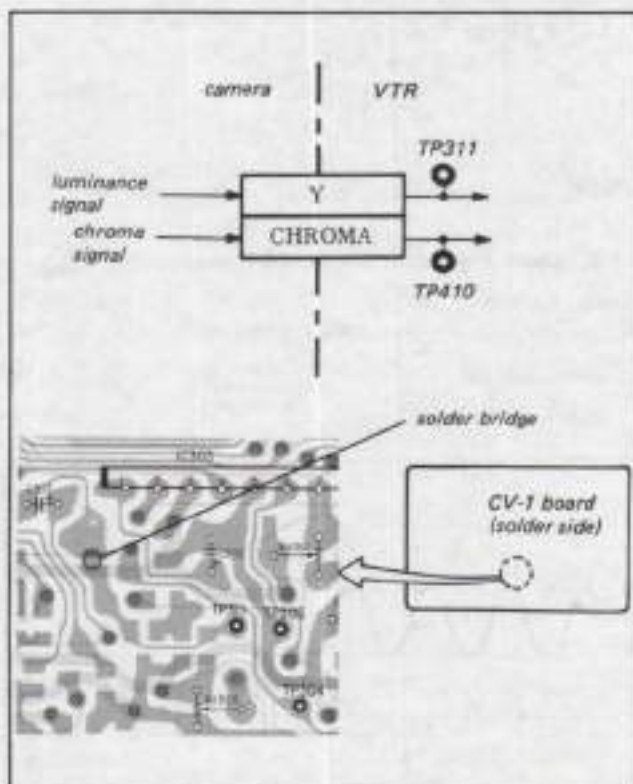 camera VTR
TP311
luminance
signal
Y
chroma
signal
CHROMA
TP410
solder bridge
CV-1 board
(solder side)